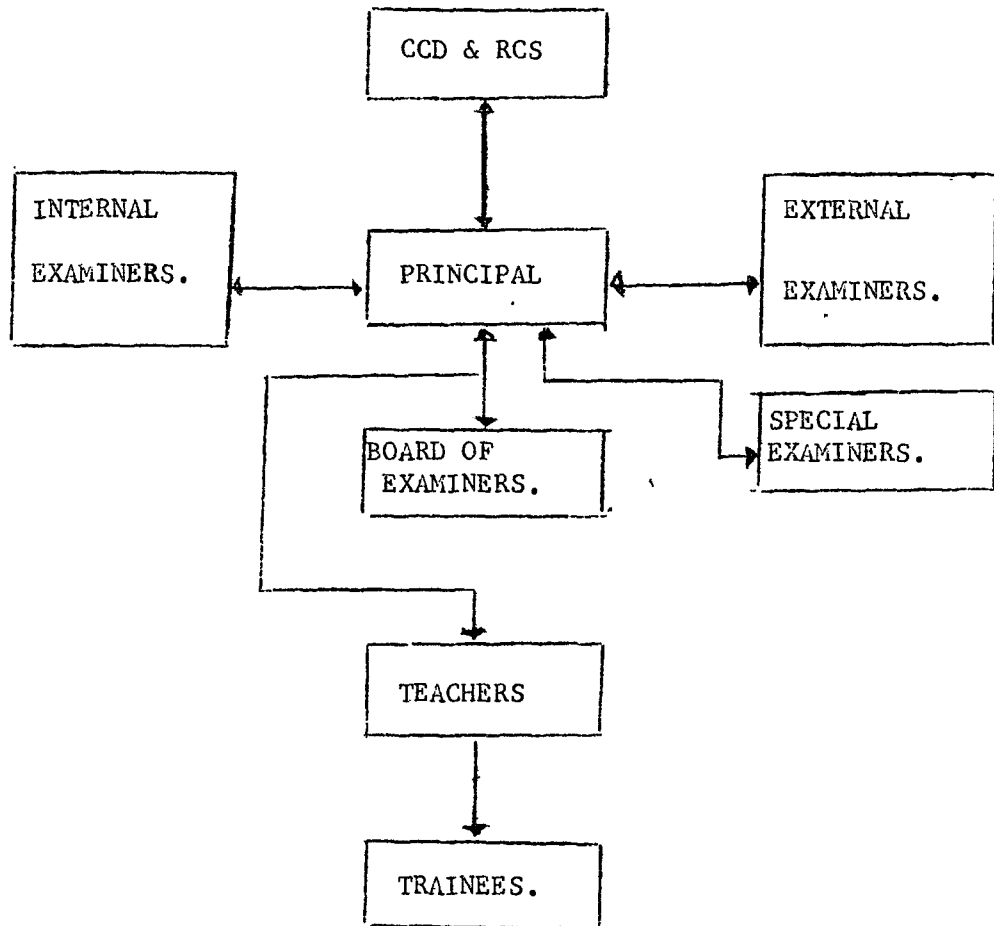 CCD & RCS
INTERNAL
EXAMINERS.
PRINCIPAL
EXTERNAL
EXAMINERS.
BOARD OF
EXAMINERS.
SPECIAL
EXAMINERS.
TEACHERS
TRAINEES.